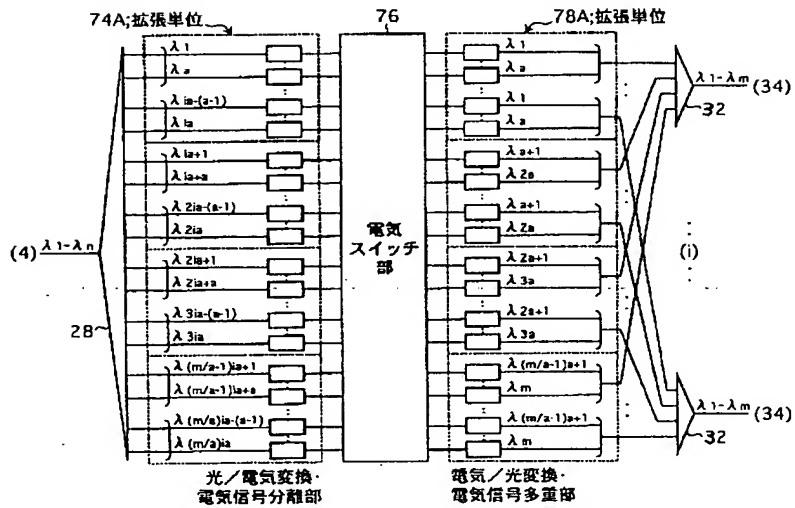 74A;拡張単位
76
78A;拡張単位
λ1
λa
λia-(a-1)
λia
λia+1
λia+a
λ2ia-(a-1)
λ2ia
λ2ia+1
λ2ia+a
λ3ia-(a-1)
λ3ia
λ(m/a-1)ia+1
λ(m/a-1)ia+a
λ(m/a)ia-(a-1)
λ(m/a)ia
(4) λ1-λn
28
電気
スイッチ
部
λ1
λa
λ1
λa
λa+1
λ2a
λa+1
λ2a
λ2a+1
λ3a
λ2a+1
λ3a
λ(m/a-1)a+1
λm
λ(m/a-1)a+1
λm
λ1-λm (34)
32
(i)
λ1-λm (34)
32
光/電気変換・
電気信号分離部
電気/光変換・
電気信号多重部